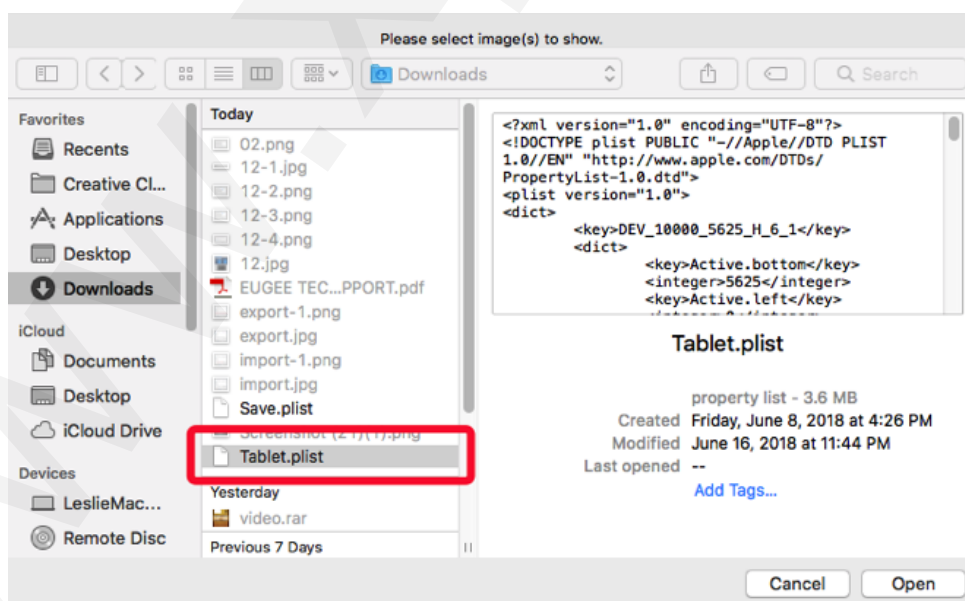 Please select image(s) to show.
Downloads
Search
Favorites
Recents
Creative Cl...
Applications
Desktop
Downloads
iCloud
Documents
Desktop
iCloud Drive
Devices
LeslieMac...
Remote Disc
Today
02.png
12-1.jpg
12-2.png
12-3.png
12-4.png
12.jpg
EUGEE TEC...PPORT.pdf
export-1.png
export.jpg
import-1.png
import.jpg
Save.plist
Screenshot (21)(1).png
Tablet.plist
Yesterday
video.rar
Previous 7 Days
<?xml version="1.0" encoding="UTF-8"?>
<!DOCTYPE plist PUBLIC "-//Apple//DTD PLIST
1.0//EN" "http://www.apple.com/DTDs/
PropertyList-1.0.dtd">
<plist version="1.0">
<dict>
<key>DEV_10000_5625_H_6_1</key>
<dict>
<key>Active.bottom</key>
<integer>5625</integer>
<key>Active.left</key>
Tablet.plist
property list - 3.6 MB
Created Friday, June 8, 2018 at 4:26 PM
Modified June 16, 2018 at 11:44 PM
Last opened --
Add Tags...
Cancel
Open